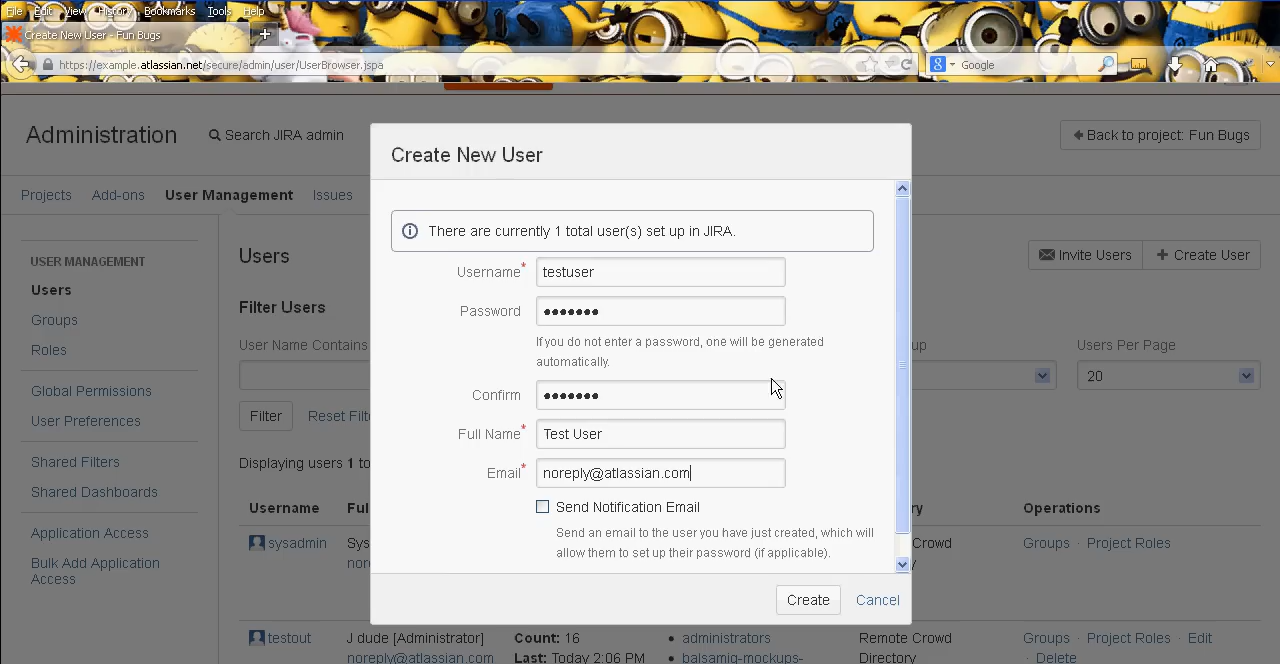 File Edit View History Bookmarks Tools Help
Create New User - Fun Bugs
https://example.atlassian.net/secure/admin/user/UserBrowser.jspa
Google
Administration
Search JIRA admin
Back to project: Fun Bugs
Projects Add-ons User Management Issues
USER MANAGEMENT
Users
Groups
Roles
Global Permissions
User Preferences
Shared Filters
Shared Dashboards
Application Access
Bulk Add Application
Access
Users
Invite Users
Create User
Filter Users
User Name Contains
Users Per Page
20
Filter
Reset Filt
Displaying users 1 to
Username
Operations
sysadmin
Crowd
Groups · Project Roles
testout
J dude [Administrator]
noreply@atlassian.com
Count: 16
Last: Today 2:06 PM
• administrators
• balsamiq-mockups-
Remote Crowd
Directory
Groups · Project Roles · Edit
· Delete
Create New User
There are currently 1 total user(s) set up in JIRA.
Username* testuser
Password •••••••
If you do not enter a password, one will be generated
automatically.
Confirm •••••••
Full Name* Test User
Email* noreply@atlassian.com
Send Notification Email
Send an email to the user you have just created, which will
allow them to set up their password (if applicable).
Create
Cancel